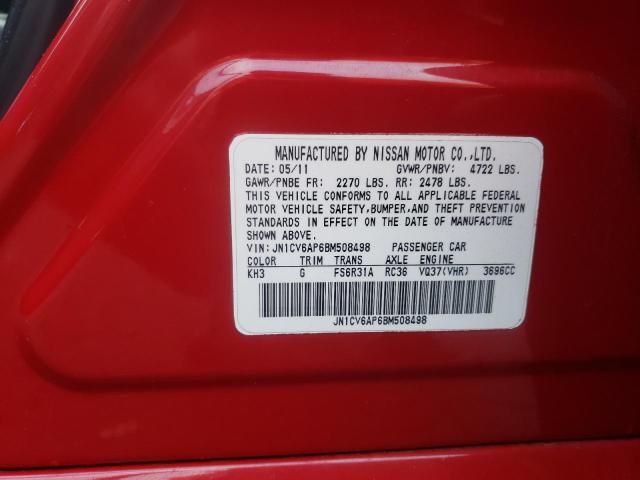 MANUFACTURED BY NISSAN MOTOR CO.,LTD.
DATE: 05/11 GVWR/PNBV: 4722 LBS.
GAWR/PNBE FR: 2270 LBS. RR: 2478 LBS.
THIS VEHICLE CONFORMS TO ALL APPLICABLE FEDERAL
MOTOR VEHICLE SAFETY,BUMPER,AND THEFT PREVENTION
STANDARDS IN EFFECT ON THE DATE OF MANUFACTURE
SHOWN ABOVE.
VIN:JN1CV6AP6BM508498 PASSENGER CAR
COLOR TRIM TRANS AXLE ENGINE
KH3 G FS6R31A RC36 VQ37(VHR) 3696CC
JN1CV6AP6BM508498